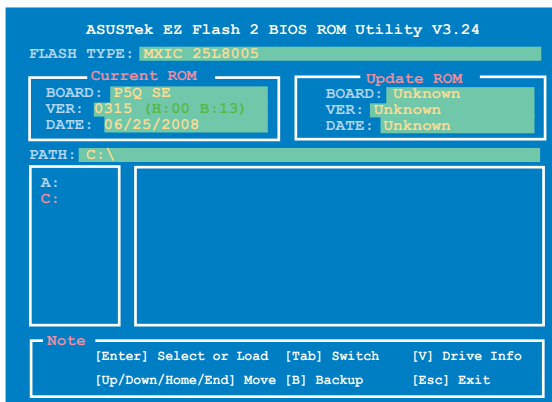 ASUSTek EZ Flash 2 BIOS ROM Utility V3.24
FLASH TYPE: MXIC 25L8005
Current ROM
BOARD: P5Q SE
VER: 0315 (H:00 B:13)
DATE: 06/25/2008
Update ROM
BOARD: Unknown
VER: Unknown
DATE: Unknown
PATH: C:\
A:
C:
Note
[Enter] Select or Load [Tab] Switch [V] Drive Info
[Up/Down/Home/End] Move [B] Backup [Esc] Exit